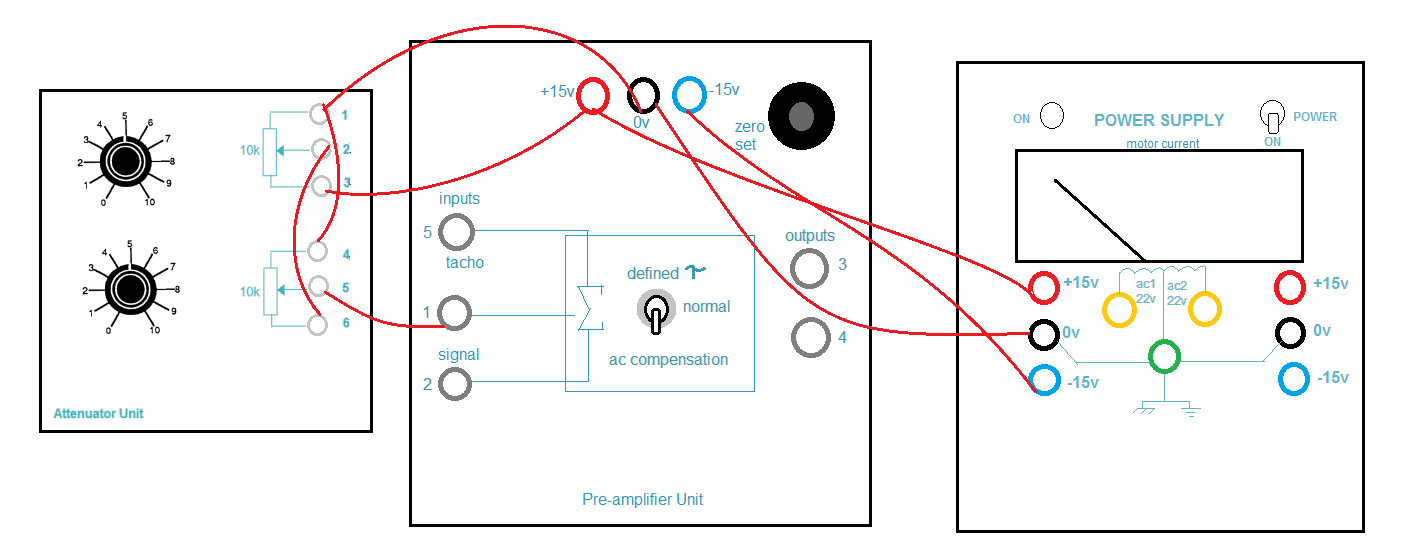 5
4
6
3
7
2
8
1
9
0
10
10k
1
2
3
5
4
6
3
7
2
8
1
9
0
10
10k
4
5
6
Attenuator Unit
+15v
0v
-15v
zero
set
inputs
5
tacho
1
signal
2
defined
normal
ac compensation
outputs
3
4
Pre-amplifier Unit
ON
POWER SUPPLY
POWER
ON
motor current
+15v
0v
-15v
ac1
22v
ac2
22v
+15v
0v
-15v